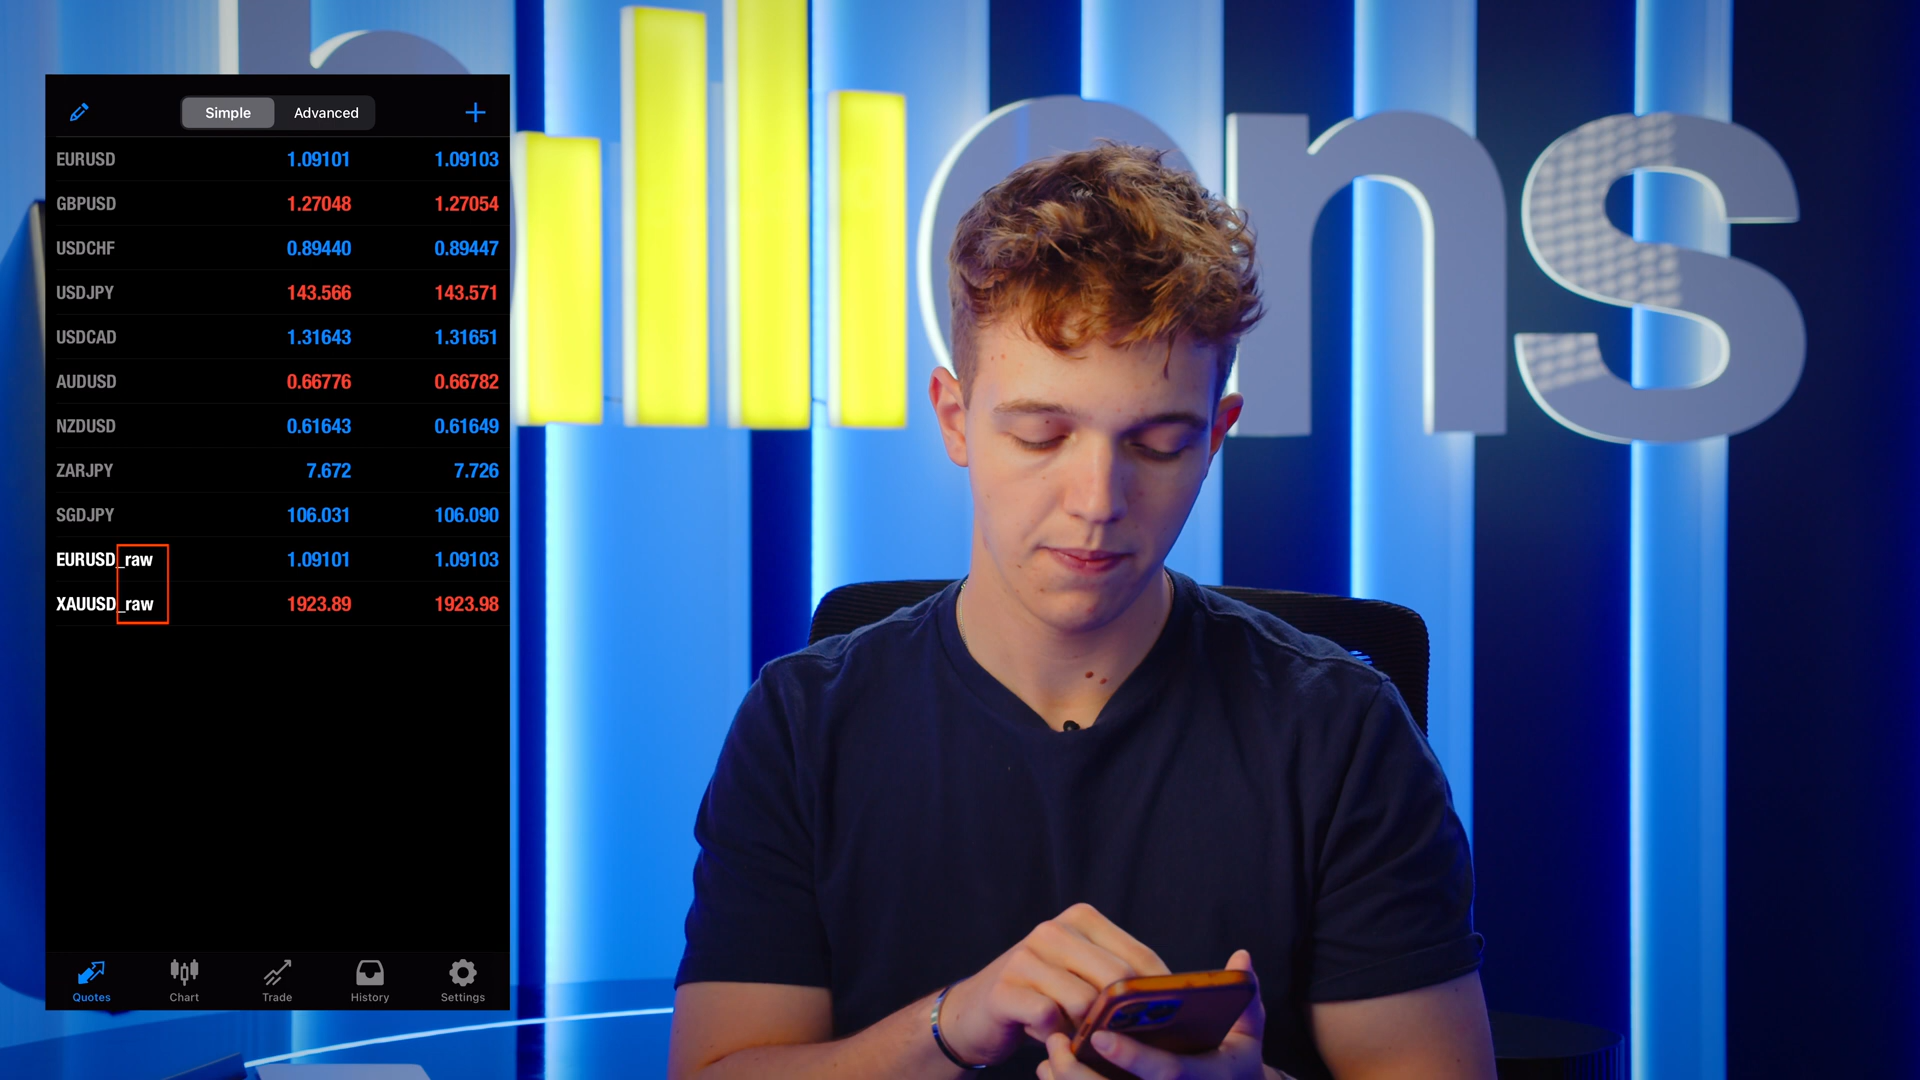 Simple Advanced
EURUSD 1.09101 1.09103
GBPUSD 1.27048 1.27054
USDCHF 0.89440 0.89447
USDJPY 143.566 143.571
USDCAD 1.31643 1.31651
AUDUSD 0.66776 0.66782
NZDUSD 0.61643 0.61649
ZARJPY 7.672 7.726
SGDJPY 106.031 106.090
EURUSD_raw 1.09101 1.09103
XAUUSD_raw 1923.89 1923.98
Quotes Chart Trade History Settings
ons